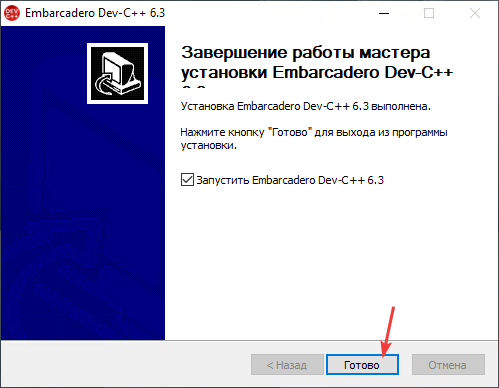 Embarcadero Dev-C++ 6.3
Завершение работы мастера
установки Embarcadero Dev-C++
Установка Embarcadero Dev-C++ 6.3 выполнена.
Нажмите кнопку "Готово" для выхода из программы
установки.
Запустить Embarcadero Dev-C++ 6.3
< Назад
Готово
Отмена